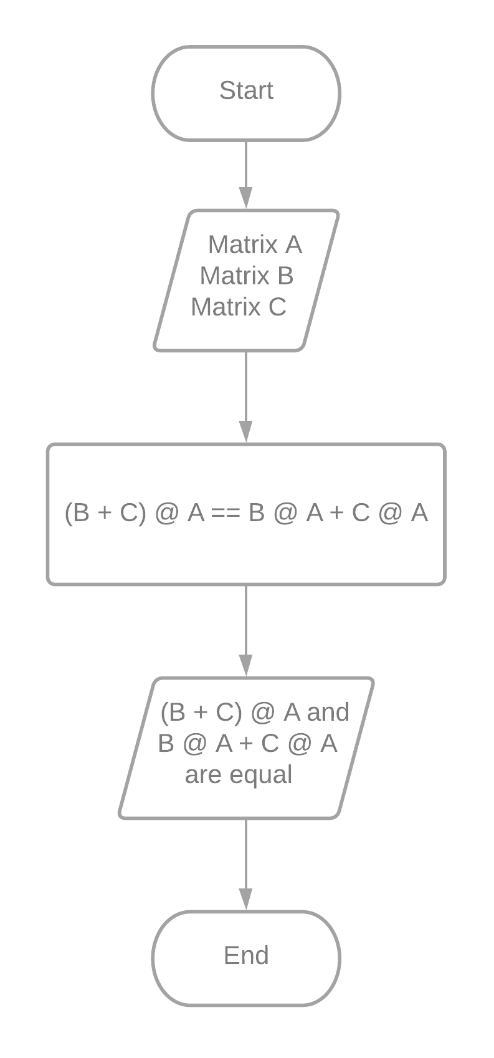 Start
Matrix A
Matrix B
Matrix C
(B + C) @ A == B @ A + C @ A
(B + C) @ A and
B @ A + C @ A
are equal
End